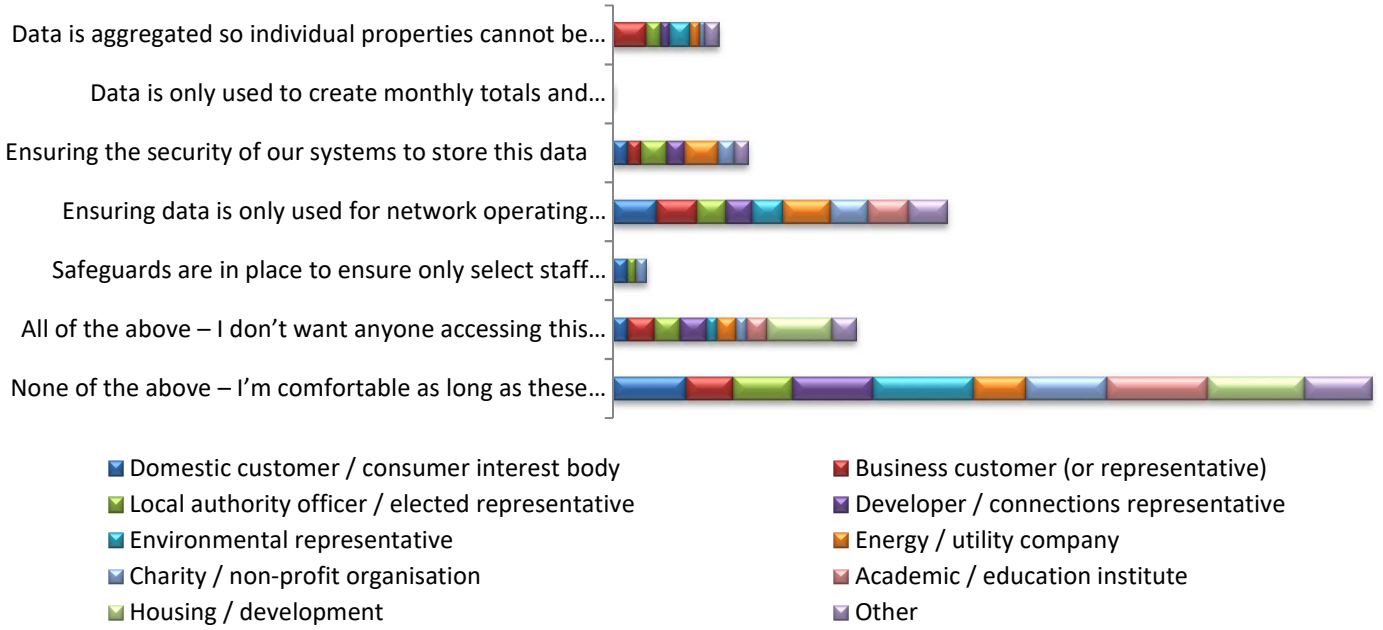 Data is aggregated so individual properties cannot be…
Data is only used to create monthly totals and…
Ensuring the security of our systems to store this data
Ensuring data is only used for network operating…
Safeguards are in place to ensure only select staff…
All of the above – I don’t want anyone accessing this…
None of the above – I’m comfortable as long as these…
Domestic customer / consumer interest body
Business customer (or representative)
Local authority officer / elected representative
Developer / connections representative
Environmental representative
Energy / utility company
Charity / non-profit organisation
Academic / education institute
Housing / development
Other